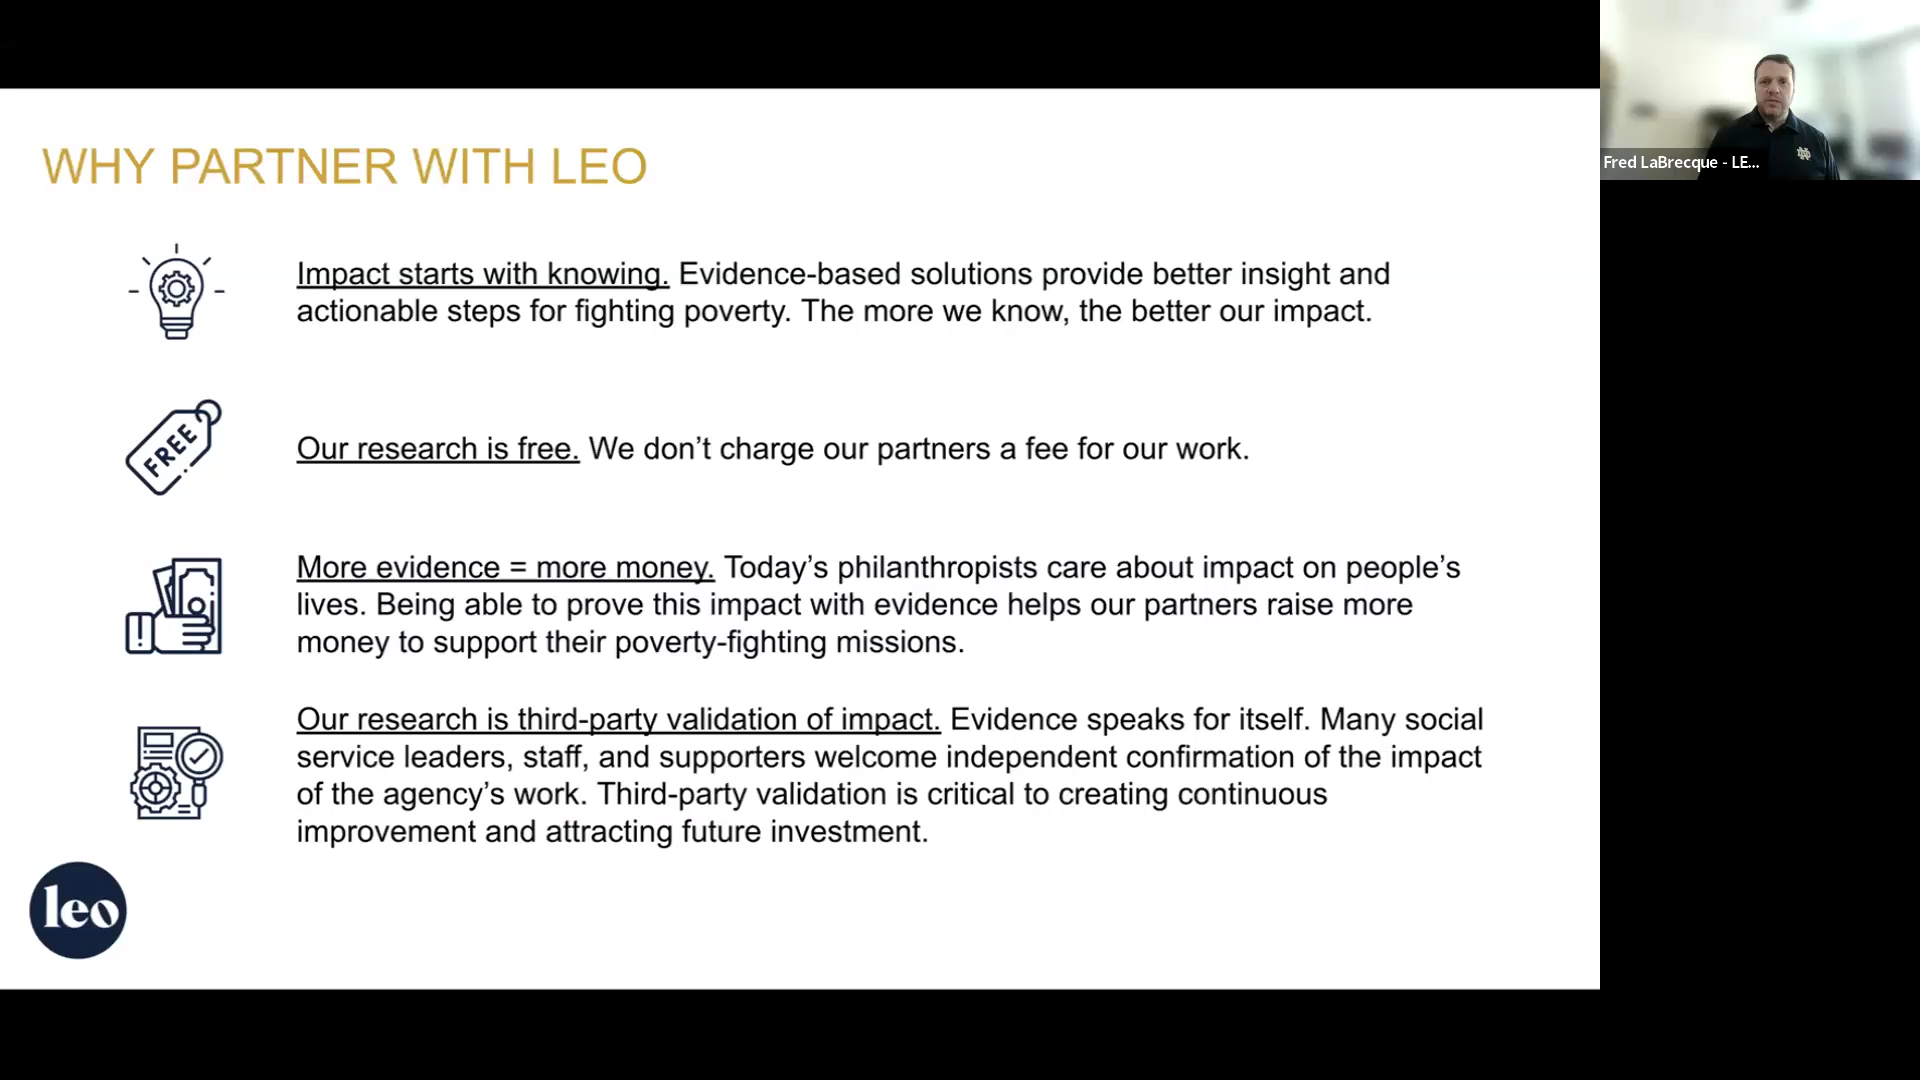 WHY PARTNER WITH LEO
Impact starts with knowing. Evidence-based solutions provide better insight and
actionable steps for fighting poverty. The more we know, the better our impact.
FREE
Our research is free. We don’t charge our partners a fee for our work.
More evidence = more money. Today’s philanthropists care about impact on people’s
lives. Being able to prove this impact with evidence helps our partners raise more
money to support their poverty-fighting missions.
Our research is third-party validation of impact. Evidence speaks for itself. Many social
service leaders, staff, and supporters welcome independent confirmation of the impact
of the agency’s work. Third-party validation is critical to creating continuous
improvement and attracting future investment.
leo
Fred LaBrecque - LE...